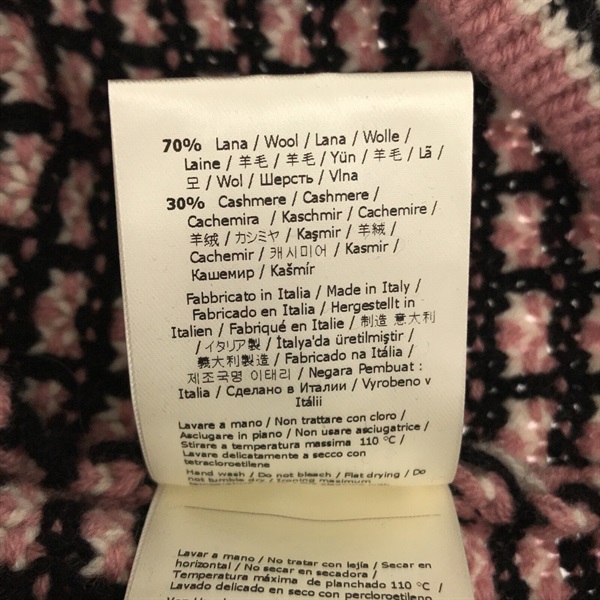 70% Lana / Wool / Lana / Wolle /
Laine / 羊毛 / 羊毛 / Yün / 羊毛 / Lã /
모 / Wol / Шерсть / Vlna
30% Cashmere / Cashmere /
Cachemira / Kaschmir / Cachemire /
羊绒 / カシミヤ / Kaşmir / 羊絨 /
Cachemir / 캐시미어 / Kasmir /
Кашемир / Kašmír
Fabbricato in Italia / Made in Italy /
Fabricado en Italia / Hergestellt in
Italien / Fabriqué en Italie / 制造 意大利
/ イタリア製 / İtalya'da üretilmiştir /
義大利製造 / Fabricado na Itália /
제조국명 이태리 / Negara Pembuat :
Italia / Сделано в Италии / Vyrobeno v
Itálii
Lavare a mano / Non trattare con cloro /
Asciugare in piano / Non usare asciugatrice /
Stirare a temperatura massima 110 °C /
Lavare delicatamente a secco con
tetracloroetilene
Hand wash / Do not bleach / Flat drying / Do
not tumble dry / Ironing maximum
Lavar a mano / No tratar con lejía / Secar en
horizontal / No secar en secadora /
Temperatura máxima de planchado 110 °C /
Lavado delicado en seco con percloroetileno